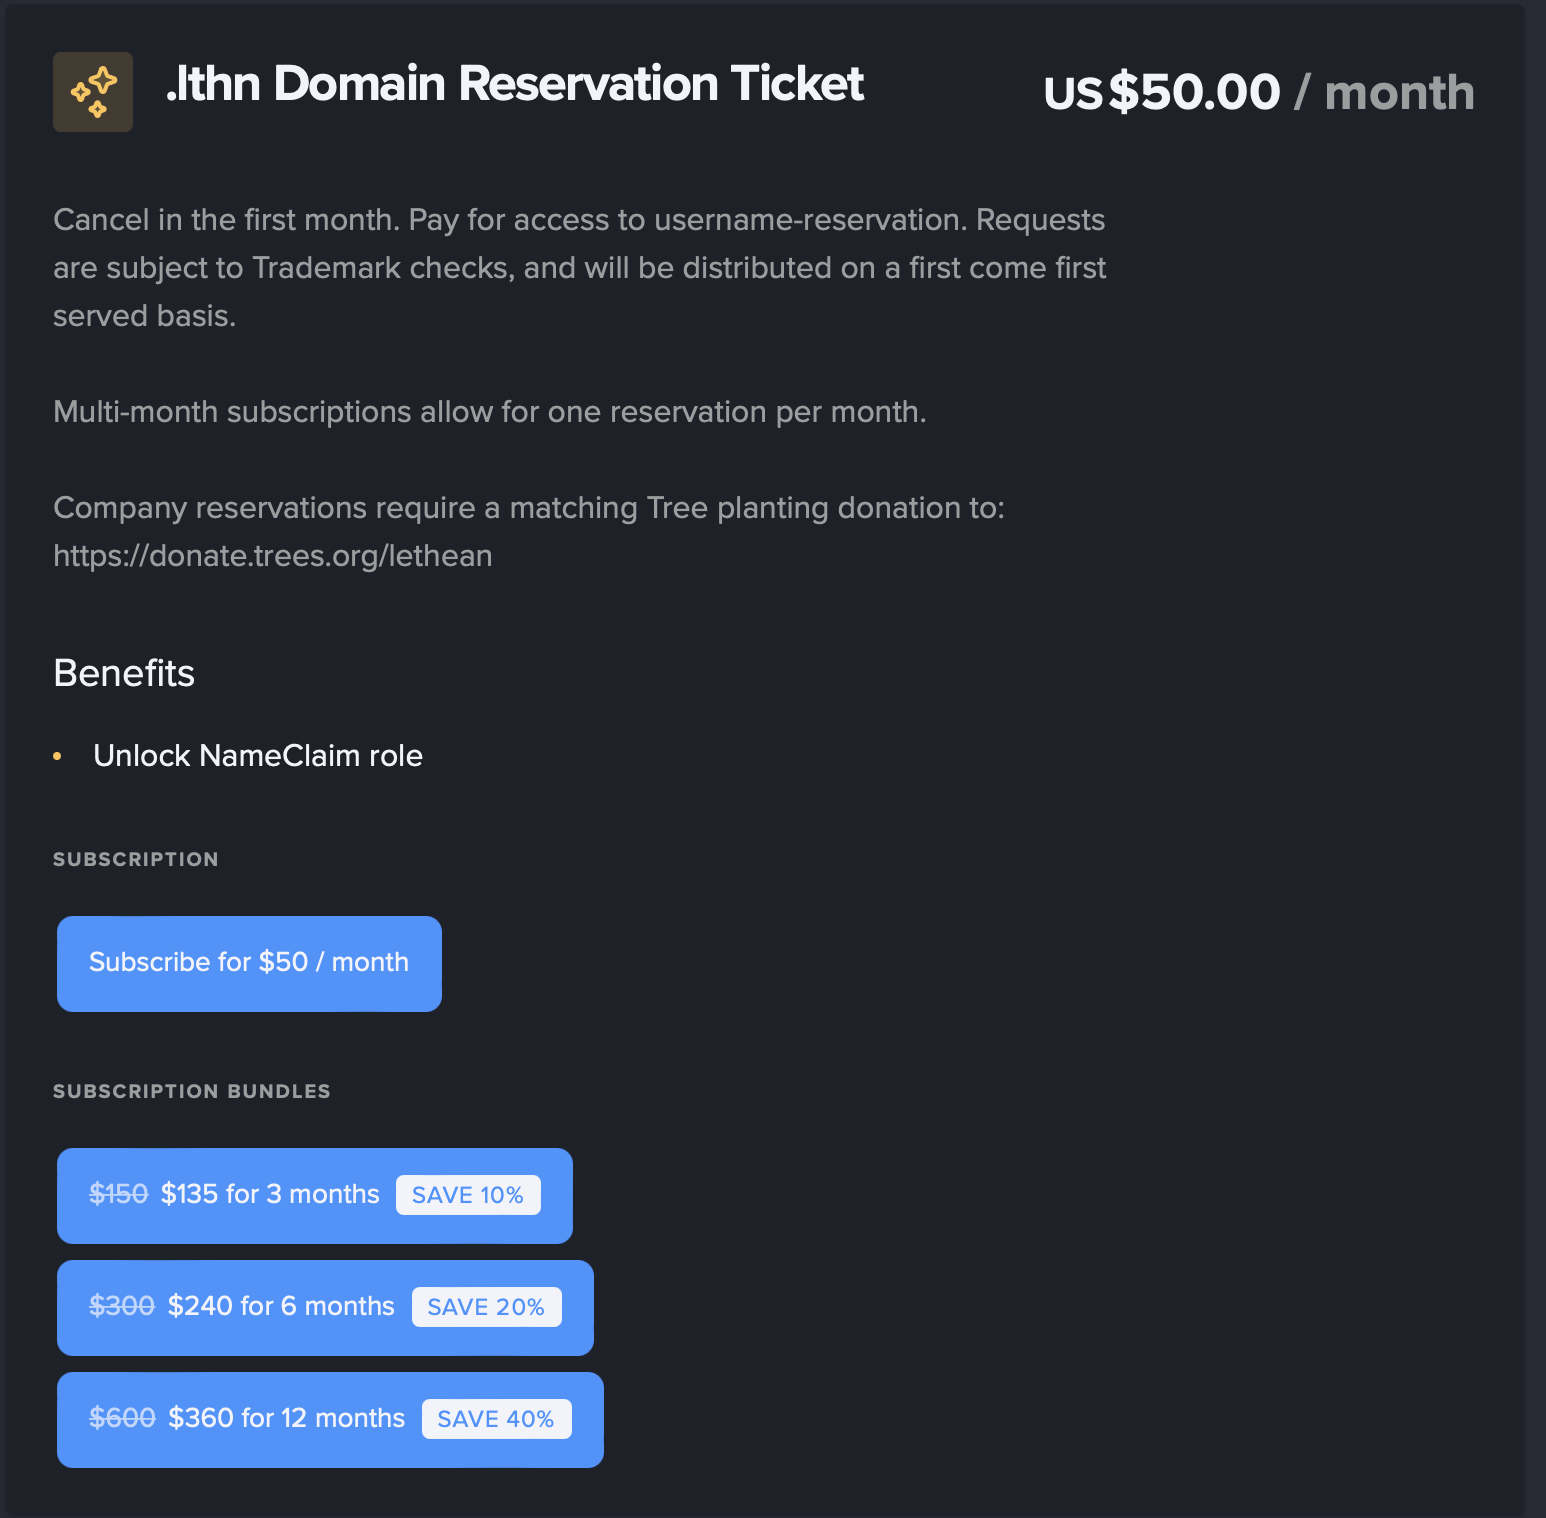 .lthn Domain Reservation Ticket
US$50.00 / month
Cancel in the first month. Pay for access to username-reservation. Requests
are subject to Trademark checks, and will be distributed on a first come first
served basis.
Multi-month subscriptions allow for one reservation per month.
Company reservations require a matching Tree planting donation to:
https://donate.trees.org/lethean
Benefits
• Unlock NameClaim role
SUBSCRIPTION
Subscribe for $50 / month
SUBSCRIPTION BUNDLES
$150 $135 for 3 months SAVE 10%
$300 $240 for 6 months SAVE 20%
$600 $360 for 12 months SAVE 40%